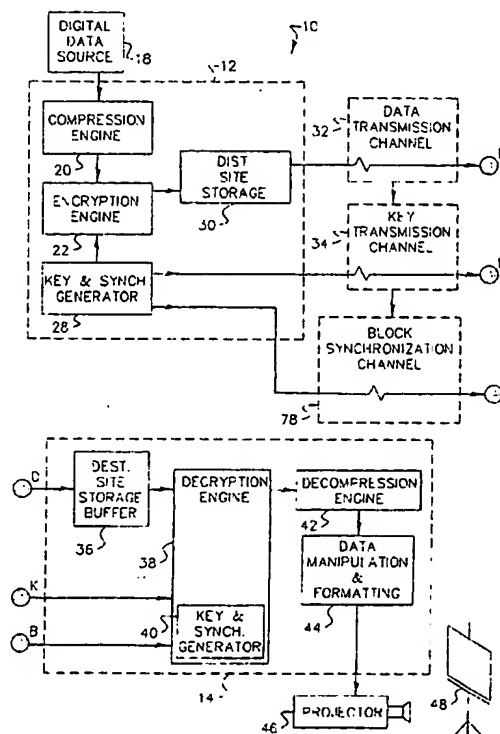 10
DIGITAL
DATA
SOURCE
18
12
COMPRESSION
ENGINE
20
ENCRYPTION
ENGINE
22
KEY & SYNCH
GENERATOR
28
DIST
SITE
STORAGE
30
32
DATA
TRANSMISSION
CHANNEL
34
KEY
TRANSMISSION
CHANNEL
BLOCK
SYNCHRONIZATION
CHANNEL
78
D
K
B
DEST.
SITE
STORAGE
BUFFER
36
DECRYPTION
ENGINE
38
40
KEY &
SYNCH.
GENERATOR
DECOMPRESSION
ENGINE
42
DATA
MANIPULATION
&
FORMATTING
44
14
46
PROJECTOR
48